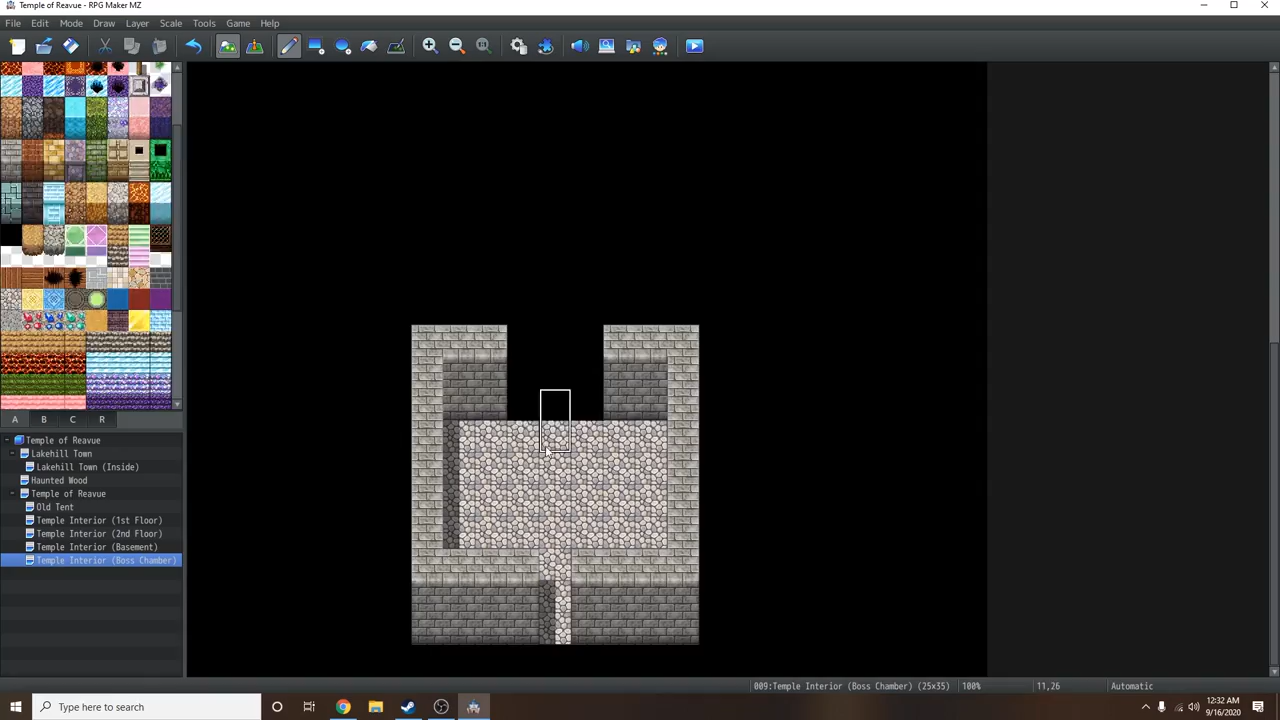 Temple of Reavue - RPG Maker MZ
File Edit Mode Draw Layer Scale Tools Game Help
A B C R
Temple of Reavue
Lakehill Town
Lakehill Town (Inside)
Haunted Wood
Temple of Reavue
Old Tent
Temple Interior (1st Floor)
Temple Interior (2nd Floor)
Temple Interior (Basement)
Temple Interior (Boss Chamber)
009:Temple Interior (Boss Chamber) (25x35) 100% 11,26 Automatic
Type here to search
12:32 AM
9/16/2020